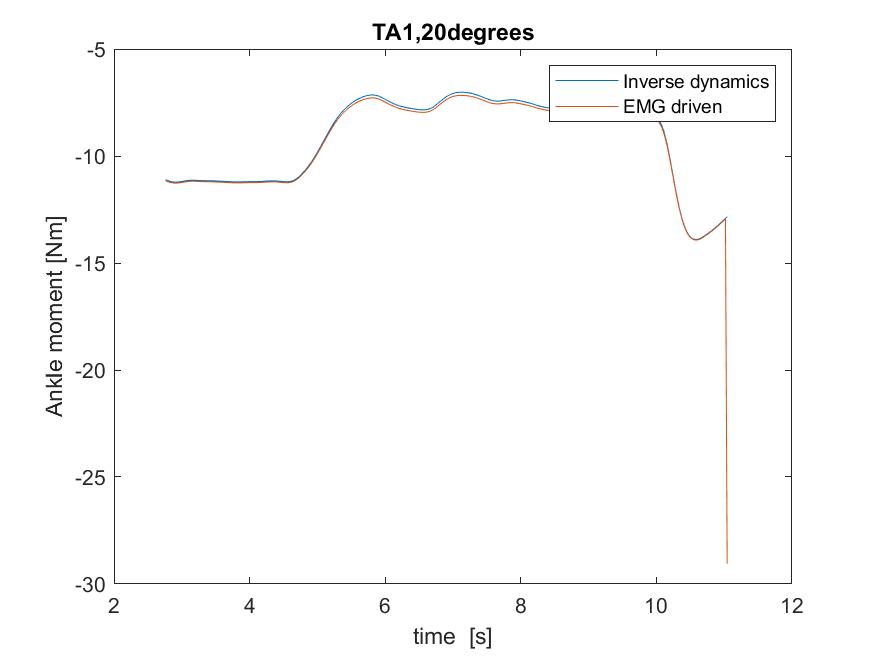 TA1,20degrees
Inverse dynamics
EMG driven
Ankle moment [Nm]
-5
-10
-15
-20
-25
-30
2 4 6 8 10 12
time [s]